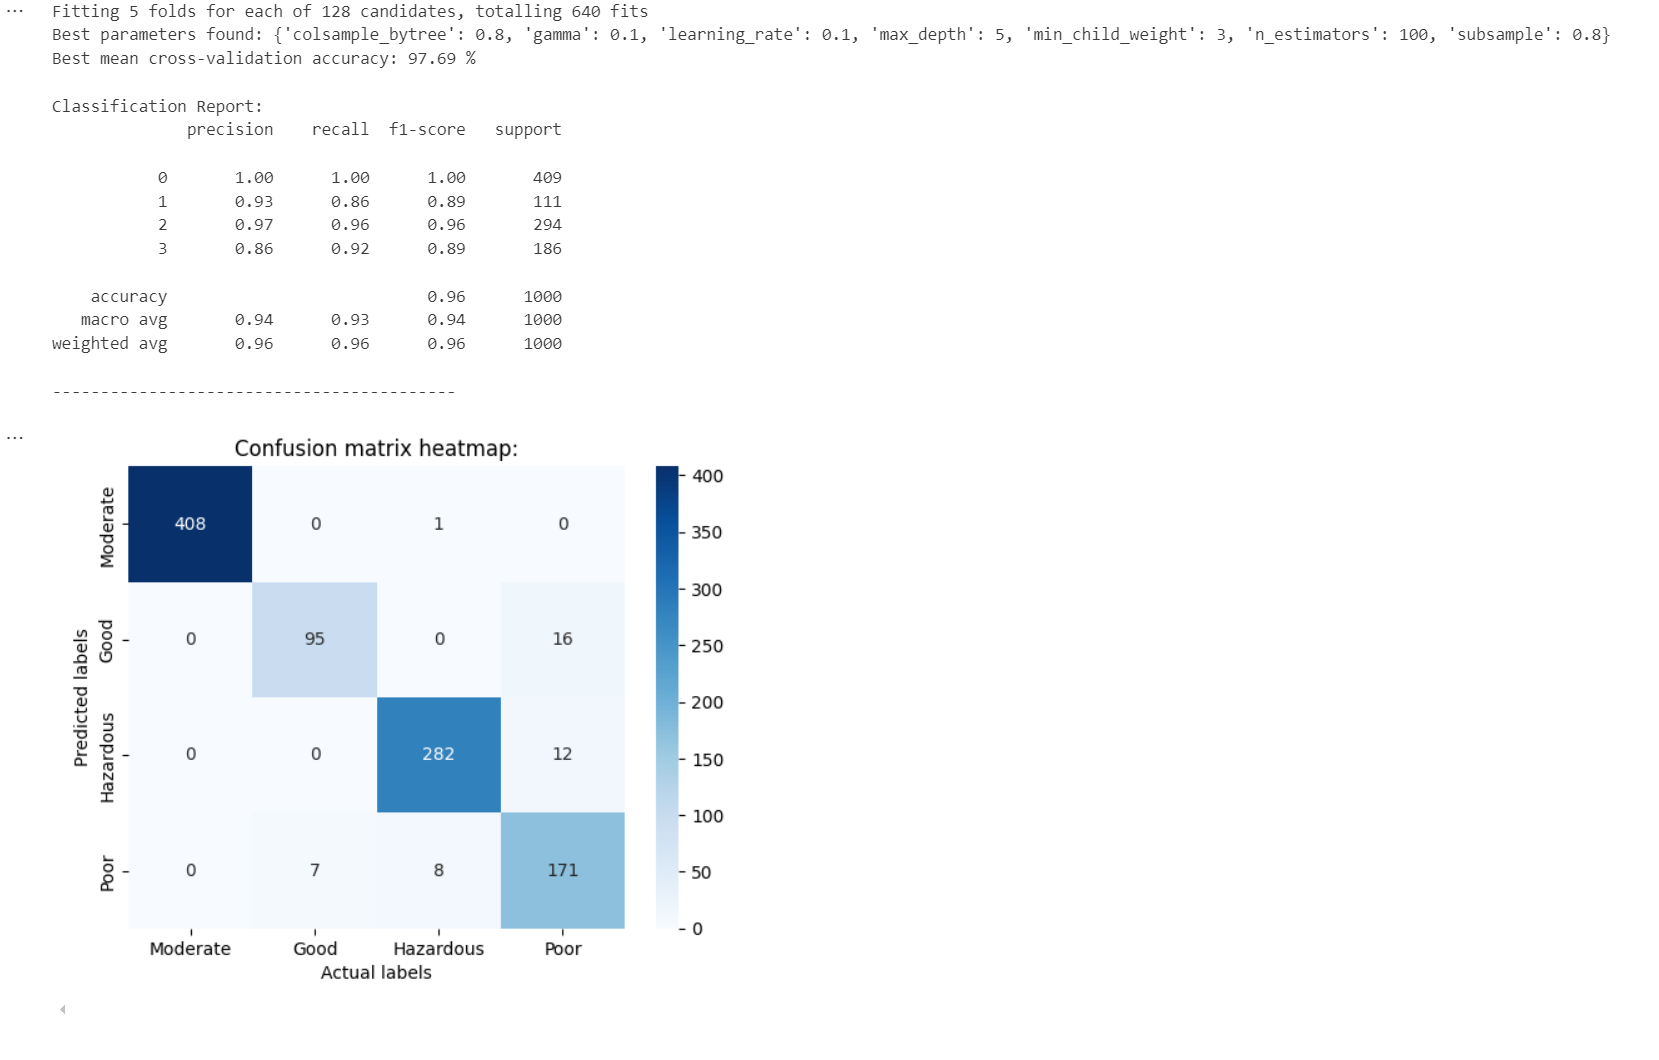 Fitting 5 folds for each of 128 candidates, totalling 640 fits
Best parameters found: {'colsample_bytree': 0.8, 'gamma': 0.1, 'learning_rate': 0.1, 'max_depth': 5, 'min_child_weight': 3, 'n_estimators': 100, 'subsample': 0.8}
Best mean cross-validation accuracy: 97.69 %
Classification Report:
precision recall f1-score support
0 1.00 1.00 1.00 409
1 0.93 0.86 0.89 111
2 0.97 0.96 0.96 294
3 0.86 0.92 0.89 186
accuracy 0.96 1000
macro avg 0.94 0.93 0.94 1000
weighted avg 0.96 0.96 0.96 1000
------------------------------------------
Confusion matrix heatmap:
Predicted labels
Moderate 408 0 1 0
Good 0 95 0 16
Hazardous 0 0 282 12
Poor 0 7 8 171
Moderate Good Hazardous Poor
Actual labels
400
350
300
250
200
150
100
50
0